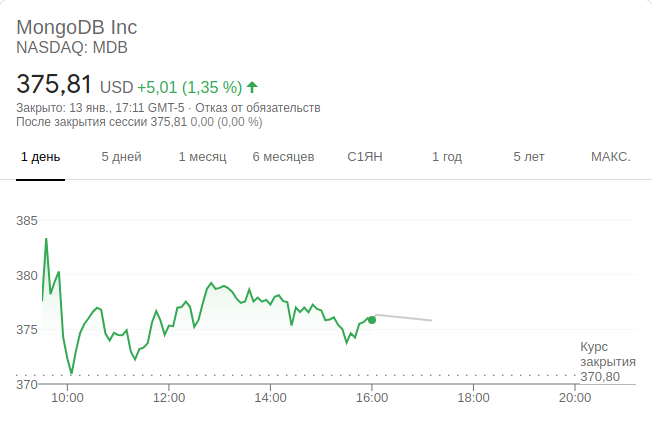 MongoDB Inc
NASDAQ: MDB
375,81 USD +5,01 (1,35 %)
Закрыто: 13 янв., 17:11 GMT-5 · Отказ от обязательств
После закрытия сессии 375,81 0,00 (0,00 %)
1 день 5 дней 1 месяц 6 месяцев С1ЯН 1 год 5 лет МАКС.
385
380
375
Курс
закрытия
370,80
370
10:00 12:00 14:00 16:00 18:00 20:00